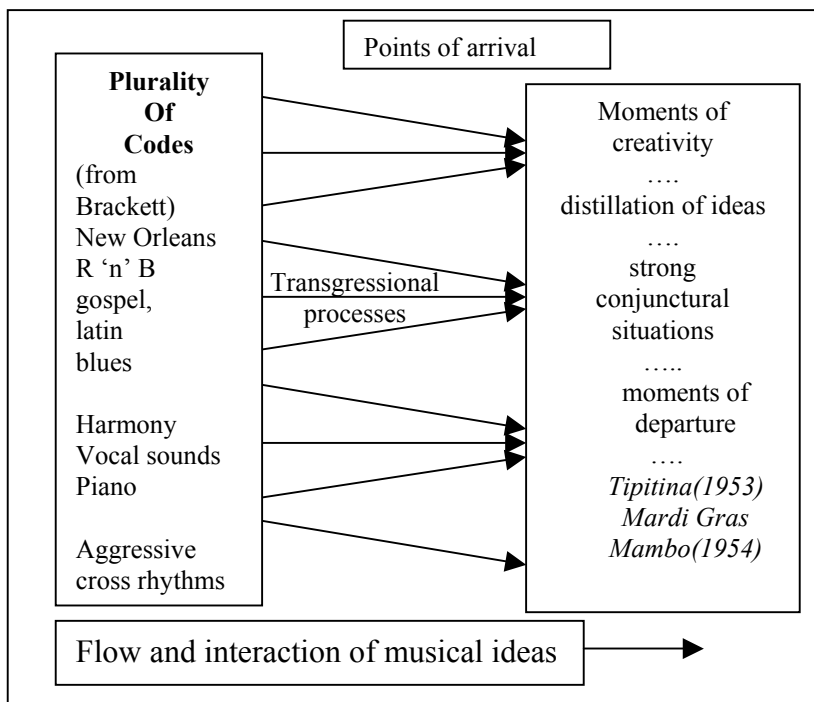 Points of arrival
Plurality
Of
Codes
(from
Brackett)
New Orleans
R ‘n’ B
gospel,
latin
blues
Harmony
Vocal sounds
Piano
Aggressive
cross rhythms
Transgressional
processes
Moments of
creativity
….
distillation of ideas
….
strong
conjunctural
situations
…..
moments of
departure
….
Tipitina(1953)
Mardi Gras
Mambo(1954)
Flow and interaction of musical ideas